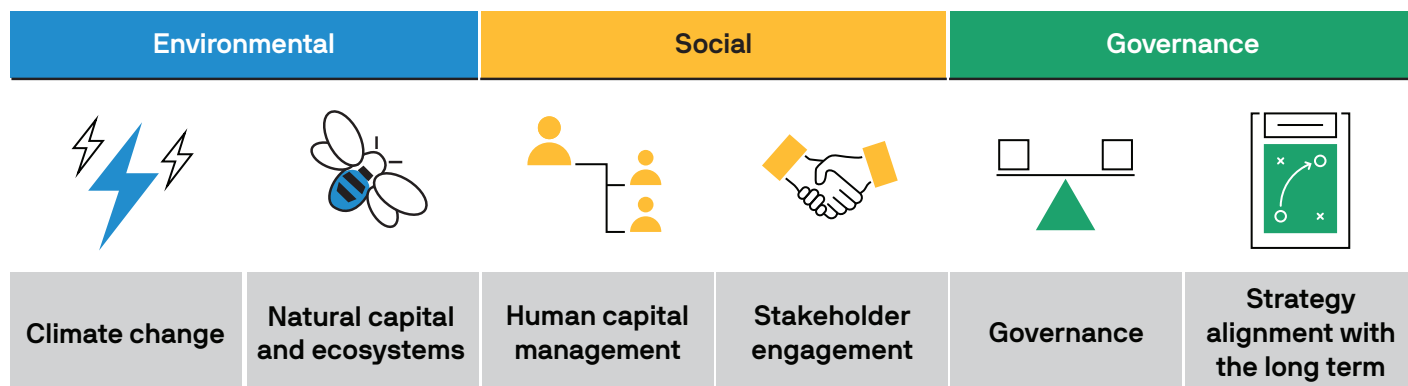 Environmental
Social
Governance
Climate change
Natural capital
and ecosystems
Human capital
management
Stakeholder
engagement
Governance
Strategy
alignment with
the long term